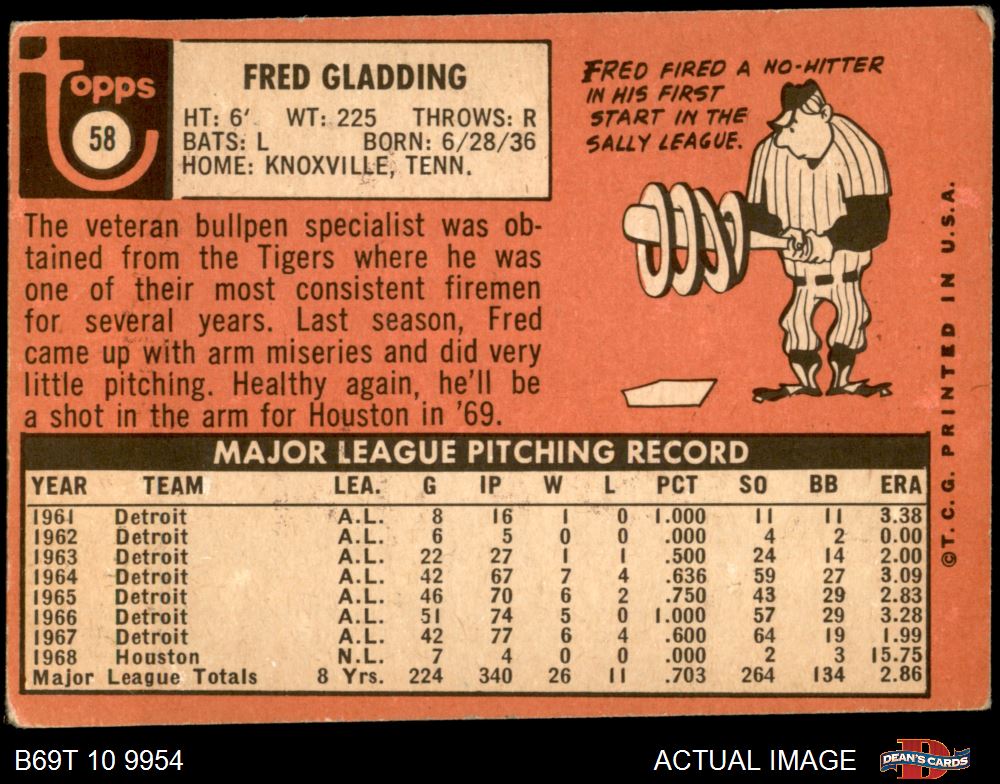 topps
58
FRED GLADDING
HT: 6' WT: 225 THROWS: R
BATS: L BORN: 6/28/36
HOME: KNOXVILLE, TENN.
FRED FIRED A NO-HITTER
IN HIS FIRST
START IN THE
SALLY LEAGUE.
The veteran bullpen specialist was ob-
tained from the Tigers where he was
one of their most consistent firemen
for several years. Last season, Fred
came up with arm miseries and did very
little pitching. Healthy again, he'll be
a shot in the arm for Houston in '69.
MAJOR LEAGUE PITCHING RECORD
YEAR TEAM LEA. G IP W L PCT SO BB ERA
1961 Detroit A.L. 8 16 1 0 1.000 11 11 3.38
1962 Detroit A.L. 6 5 0 0 .000 4 2 0.00
1963 Detroit A.L. 22 27 1 1 .500 24 14 2.00
1964 Detroit A.L. 42 67 7 4 .636 59 27 3.09
1965 Detroit A.L. 46 70 6 2 .750 43 29 2.83
1966 Detroit A.L. 51 74 5 0 1.000 57 29 3.28
1967 Detroit A.L. 42 77 6 4 .600 64 19 1.99
1968 Houston N.L. 7 4 0 0 .000 2 3 15.75
Major League Totals 8 Yrs. 224 340 26 11 .703 264 134 2.86
©T.C.G. PRINTED IN U.S.A.
B69T 10 9954
ACTUAL IMAGE
DEAN'S CARDS